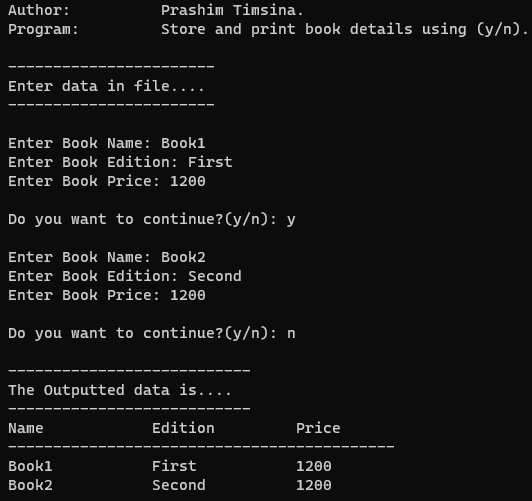 Author:          Prashim Timsina.
Program:         Store and print book details using (y/n).
-----------------------
Enter data in file....
-----------------------
Enter Book Name: Book1
Enter Book Edition: First
Enter Book Price: 1200
Do you want to continue?(y/n): y
Enter Book Name: Book2
Enter Book Edition: Second
Enter Book Price: 1200
Do you want to continue?(y/n): n
---------------------------
The Outputted data is....
---------------------------
Name            Edition         Price
-------------------------------------------
Book1           First           1200
Book2           Second          1200